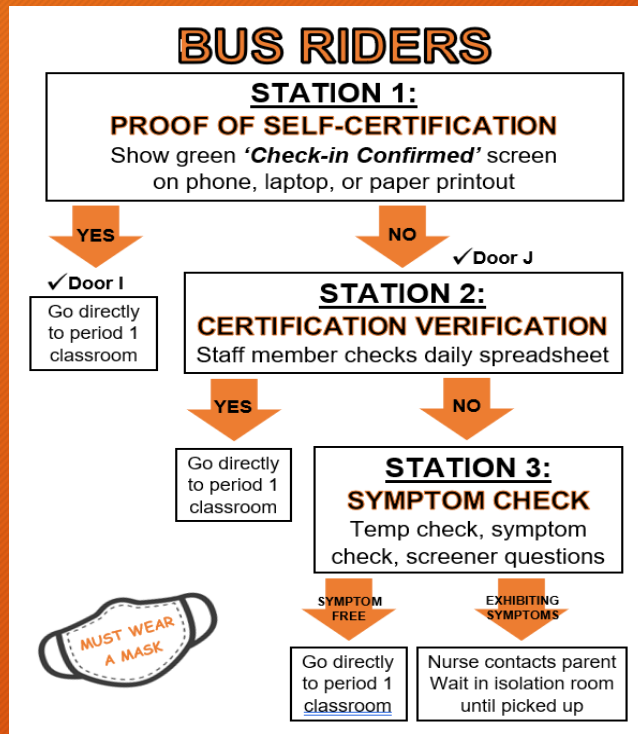 BUS RIDERS
STATION 1:
PROOF OF SELF-CERTIFICATION
Show green 'Check-in Confirmed' screen
on phone, laptop, or paper printout
YES
NO
✓Door I
✓Door J
Go directly
to period 1
classroom
STATION 2:
CERTIFICATION VERIFICATION
Staff member checks daily spreadsheet
YES
NO
Go directly
to period 1
classroom
STATION 3:
SYMPTOM CHECK
Temp check, symptom
check, screener questions
SYMPTOM
FREE
EXHIBITING
SYMPTOMS
MUST WEAR
A MASK
Go directly
to period 1
classroom
Nurse contacts parent
Wait in isolation room
until picked up